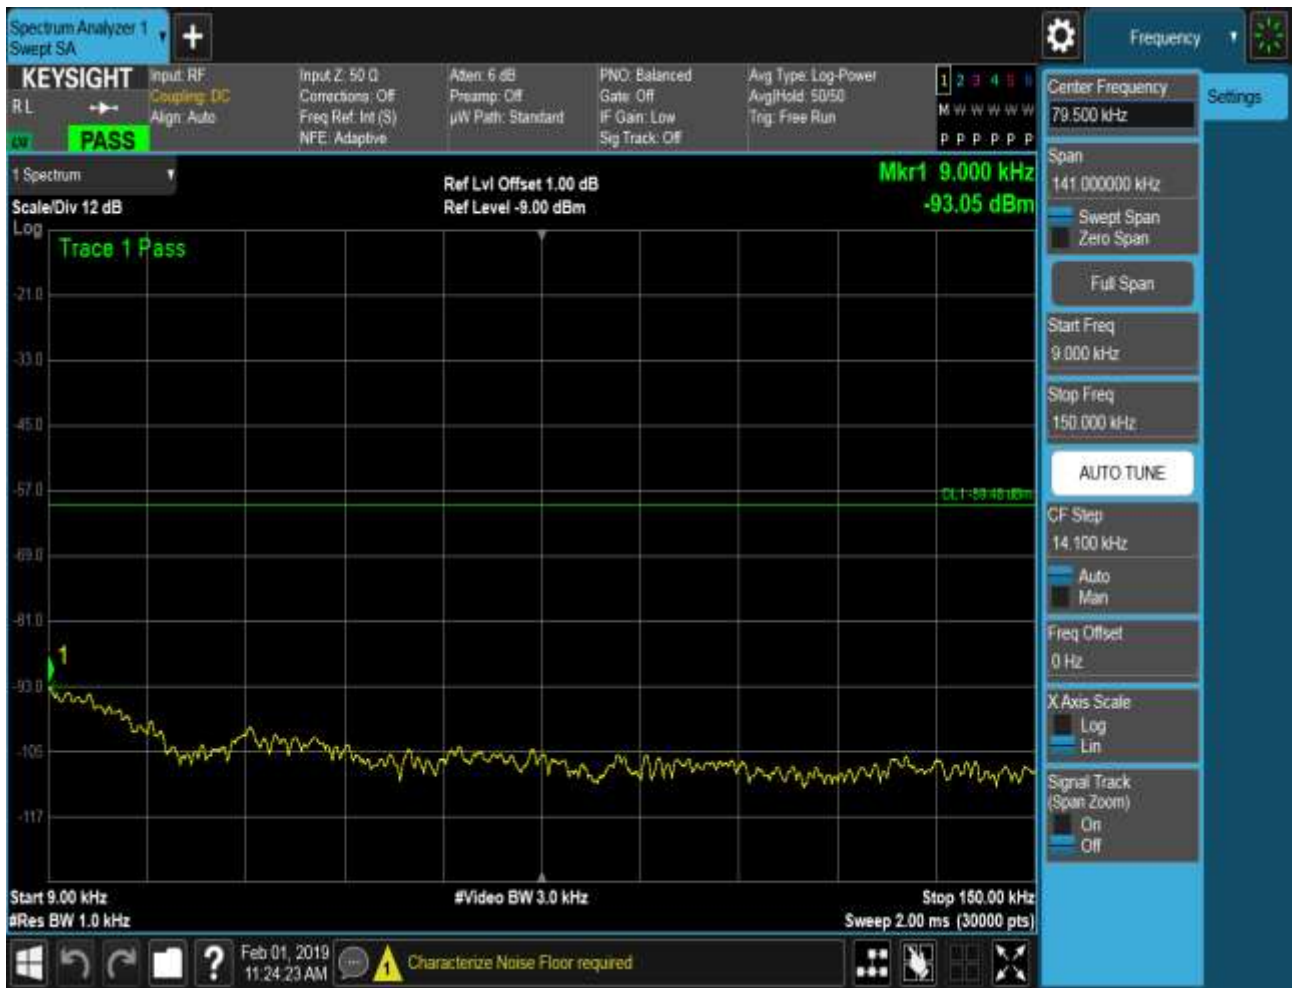 Spectrum Analyzer 1
Swept SA
+
Frequency
KEYSIGHT
Input: RF
Coupling: DC
Align: Auto
Input Z: 50 Ω
Corrections: Off
Freq Ref: Int (S)
NFE: Adaptive
Atten: 6 dB
Preamp: Off
µW Path: Standard
PNO: Balanced
Gate: Off
IF Gain: Low
Sig Track: Off
Avg Type: Log-Power
Avg|Hold: 50/50
Trig: Free Run
1 2 3 4 5 6
M W W W W W
P P P P P P
R L
PASS
1 Spectrum
Scale/Div 12 dB
Ref Lvl Offset 1.00 dB
Ref Level -9.00 dBm
Mkr1 9.000 kHz
-93.05 dBm
Log
Trace 1 Pass
-21.0
-33.0
-45.0
-57.0
DL1 -59.48 dBm
-69.0
-81.0
1
-93.0
-105
-117
Start 9.00 kHz
#Video BW 3.0 kHz
Stop 150.00 kHz
#Res BW 1.0 kHz
Sweep 2.00 ms (30000 pts)
Center Frequency
79.500 kHz
Settings
Span
141.000000 kHz
Swept Span
Zero Span
Full Span
Start Freq
9.000 kHz
Stop Freq
150.000 kHz
AUTO TUNE
CF Step
14.100 kHz
Auto
Man
Freq Offset
0 Hz
X Axis Scale
Log
Lin
Signal Track
(Span Zoom)
On
Off
?
Feb 01, 2019
11:24:23 AM
1
Characterize Noise Floor required